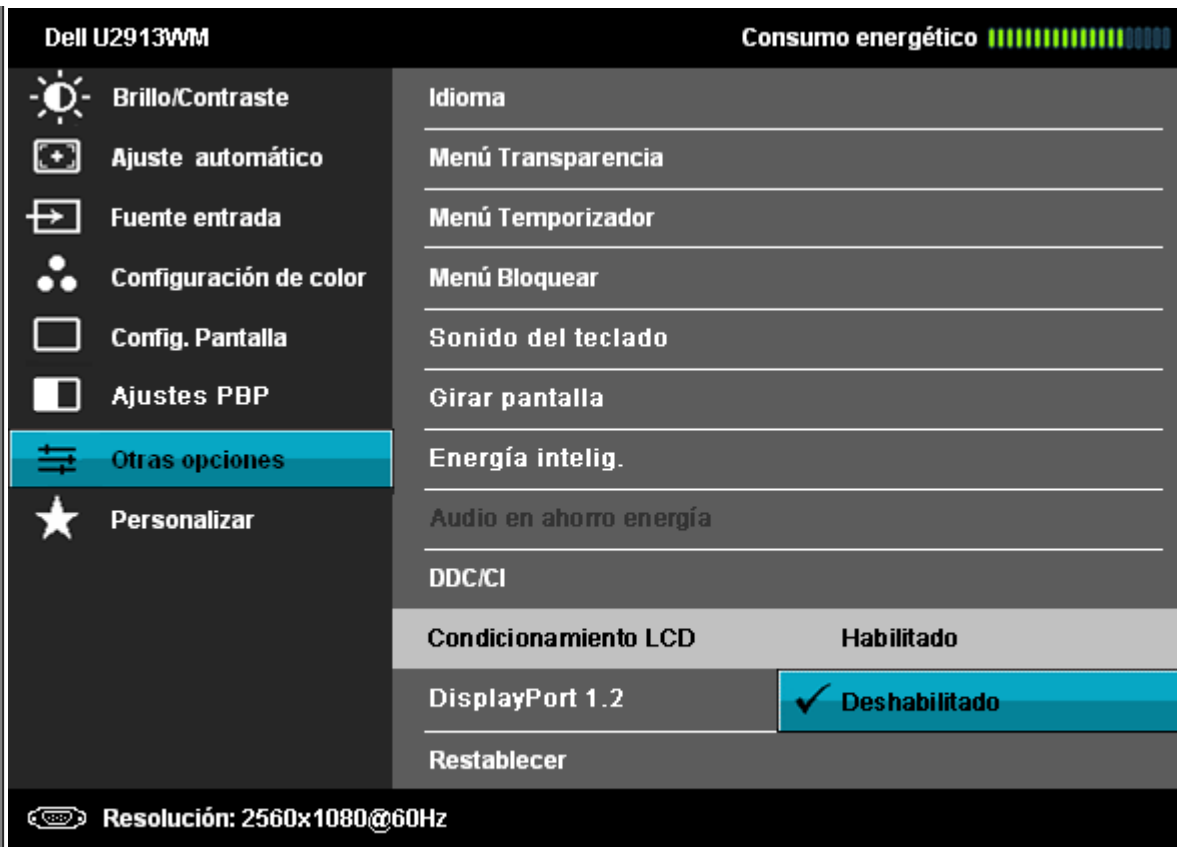 Dell U2913WM
Consumo energético
Brillo/Contraste
Ajuste automático
Fuente entrada
Configuración de color
Config. Pantalla
Ajustes PBP
Otras opciones
Personalizar
Idioma
Menú Transparencia
Menú Temporizador
Menú Bloquear
Sonido del teclado
Girar pantalla
Energía intelig.
Audio en ahorro energía
DDC/CI
Condicionamiento LCD
Habilitado
DisplayPort 1.2
Deshabilitado
Restablecer
Resolución: 2560x1080@60Hz